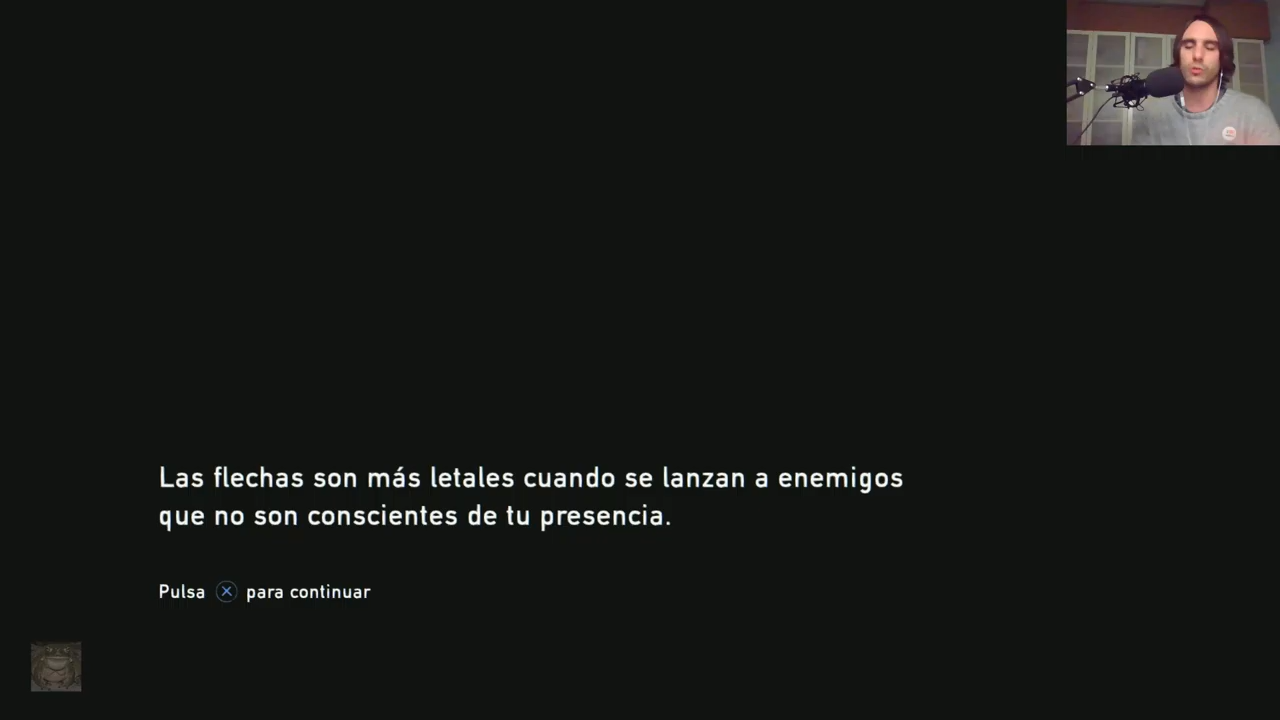 Las flechas son más letales cuando se lanzan a enemigos
que no son conscientes de tu presencia.
Pulsa para continuar